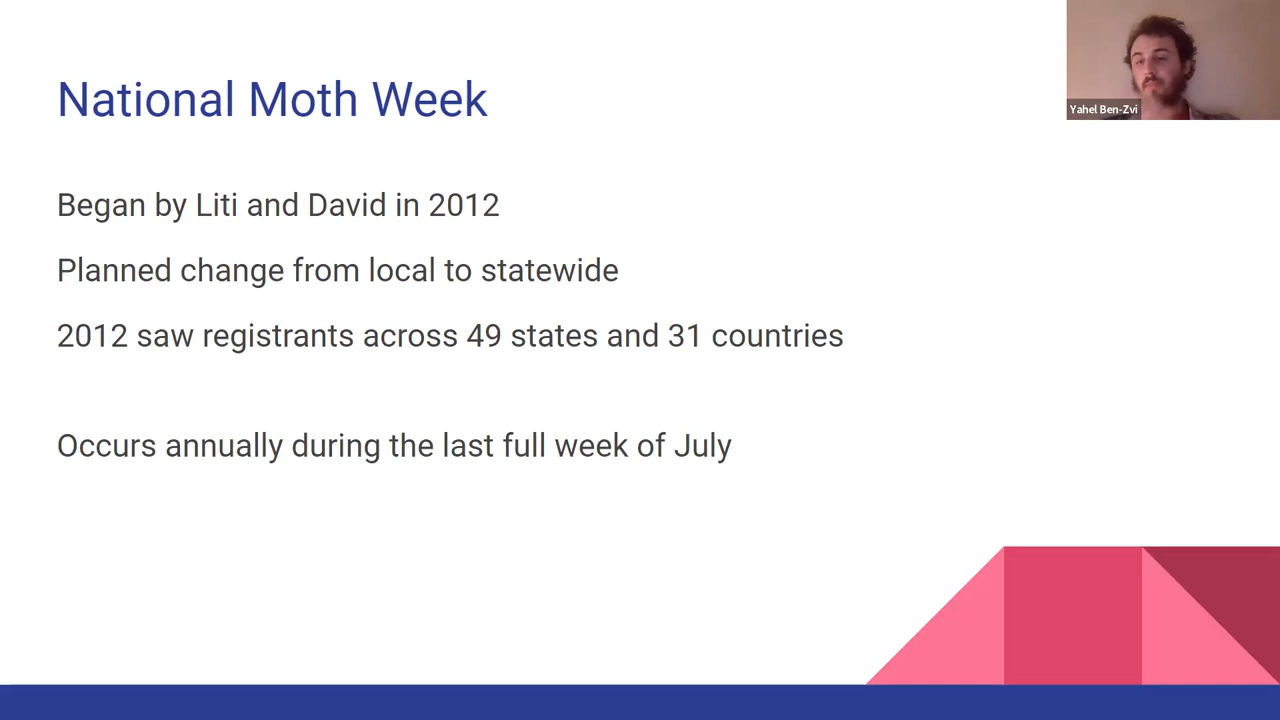 National Moth Week
Yahel Ben-Zvi
Began by Liti and David in 2012
Planned change from local to statewide
2012 saw registrants across 49 states and 31 countries
Occurs annually during the last full week of July